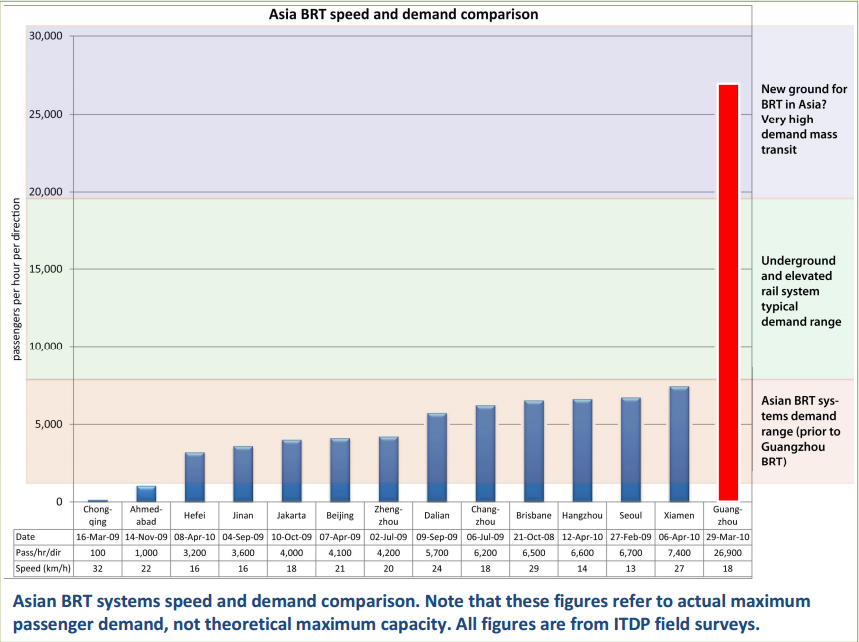 Asia BRT speed and demand comparison
passengers per hour per direction
30,000
25,000
20,000
15,000
10,000
5,000
0
New ground for
BRT in Asia?
Very high
demand mass
transit
Underground
and elevated
rail system
typical
demand range
Asian BRT sys-
tems demand
range (prior to
Guangzhou
BRT)
Chong- Ahmed- Hefei Jinan Jakarta Beijing Zheng- Dalian Chang- Brisbane Hangzhou Seoul Xiamen Guang-
qing abad zhou zhou zhou
Date 16-Mar-09 14-Nov-09 08-Apr-10 04-Sep-09 10-Oct-09 07-Apr-09 02-Jul-09 09-Sep-09 06-Jul-09 21-Oct-08 12-Apr-10 27-Feb-09 06-Apr-10 29-Mar-10
Pass/hr/dir 100 1,000 3,200 3,600 4,000 4,100 4,200 5,700 6,200 6,500 6,600 6,700 7,400 26,900
Speed (km/h) 32 22 16 16 18 21 20 24 18 29 14 13 27 18
Asian BRT systems speed and demand comparison. Note that these figures refer to actual maximum
passenger demand, not theoretical maximum capacity. All figures are from ITDP field surveys.